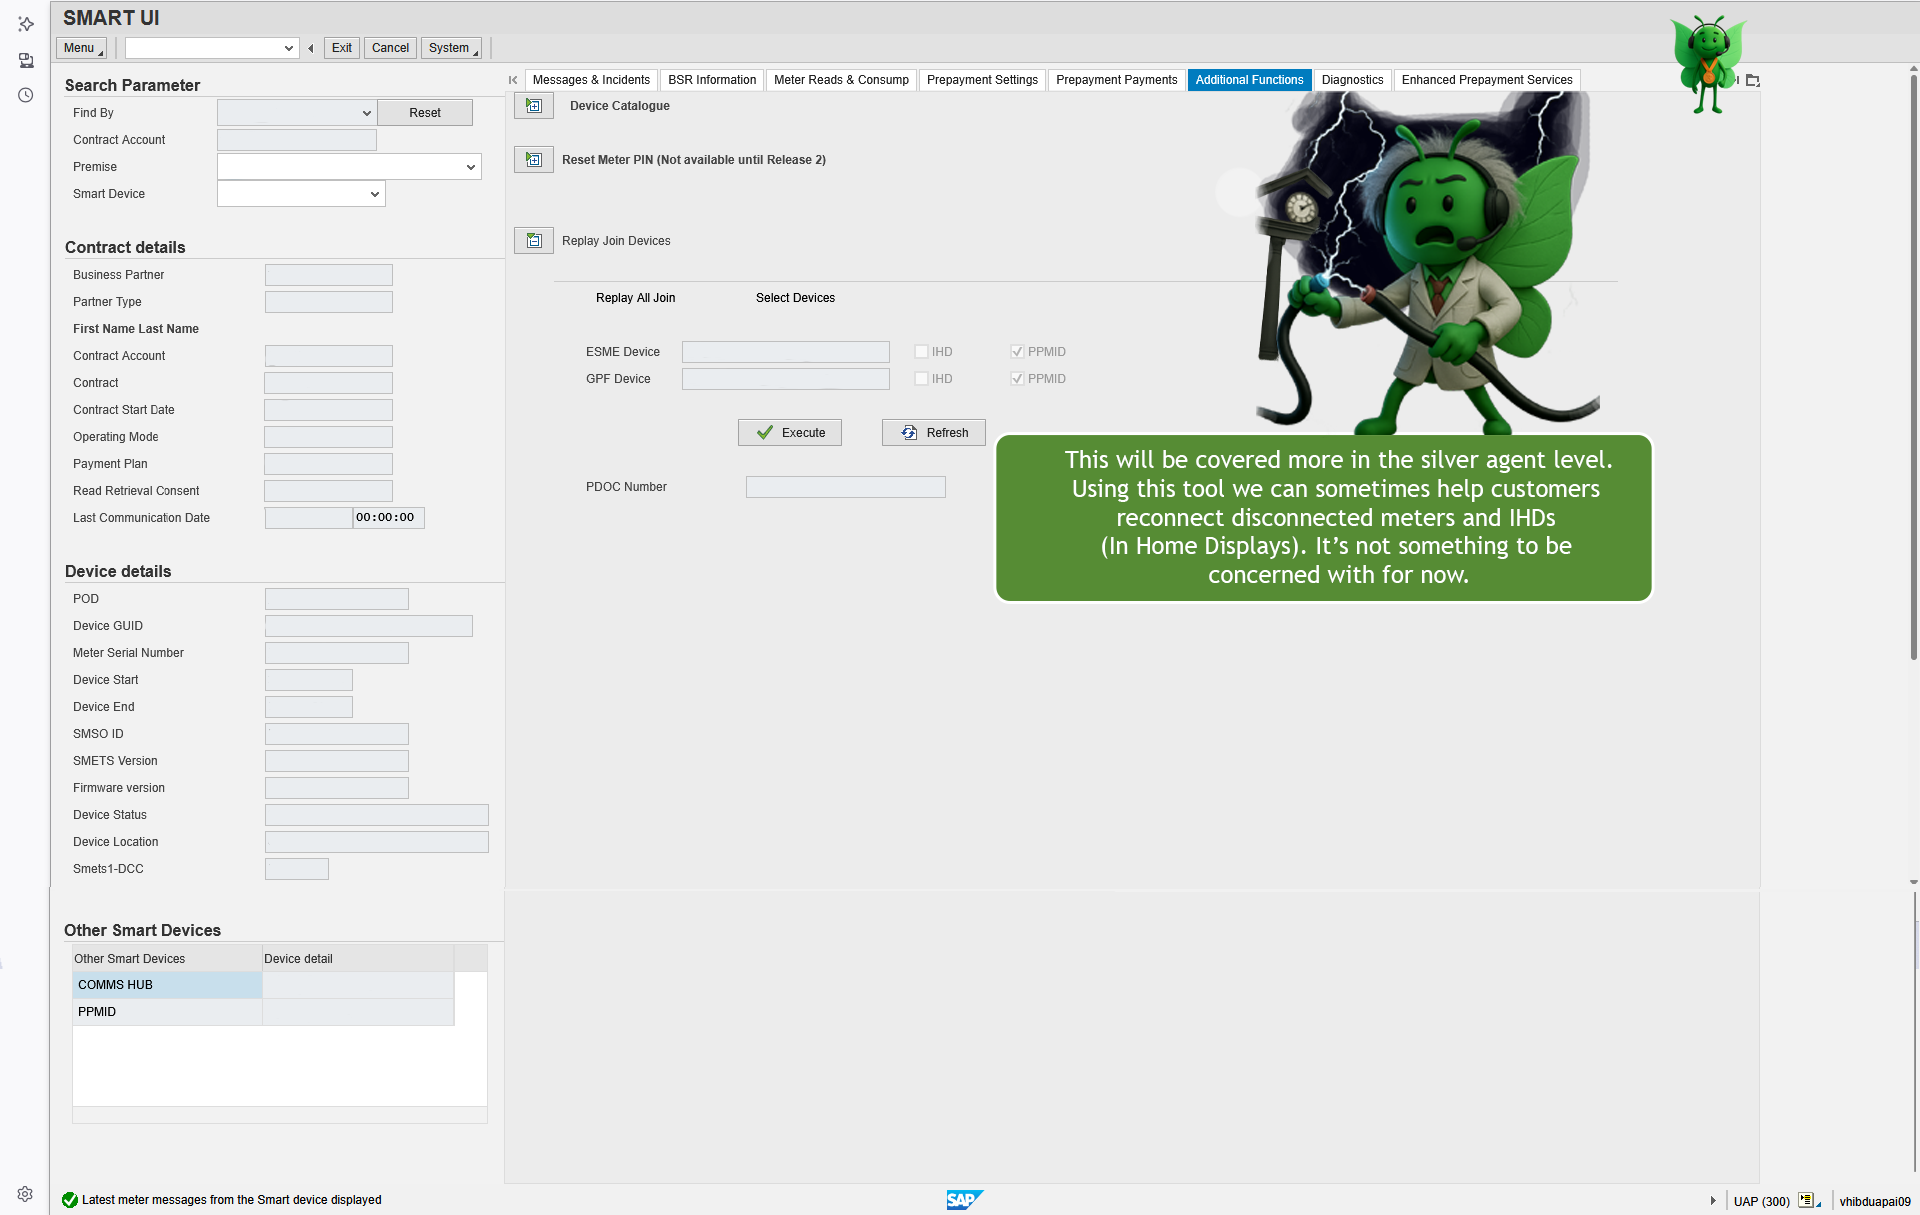 SMART UI
Menu
Exit
Cancel
System
Search Parameter
Find By
Reset
Contract Account
Premise
Smart Device
Contract details
Business Partner
Partner Type
First Name Last Name
Contract Account
Contract
Contract Start Date
Operating Mode
Payment Plan
Read Retrieval Consent
Last Communication Date
00:00:00
Device details
POD
Device GUID
Meter Serial Number
Device Start
Device End
SMSO ID
SMETS Version
Firmware version
Device Status
Device Location
Smets1-DCC
Other Smart Devices
Other Smart Devices Device detail
COMMS HUB
PPMID
Messages & Incidents
BSR Information
Meter Reads & Consump
Prepayment Settings
Prepayment Payments
Additional Functions
Diagnostics
Enhanced Prepayment Services
Device Catalogue
Reset Meter PIN (Not available until Release 2)
Replay Join Devices
Replay All Join Select Devices
ESME Device IHD PPMID
GPF Device IHD PPMID
Execute Refresh
PDOC Number
This will be covered more in the silver agent level.
Using this tool we can sometimes help customers
reconnect disconnected meters and IHDs
(In Home Displays). It’s not something to be
concerned with for now.
Latest meter messages from the Smart device displayed
SAP
UAP (300)
vhibduapai09